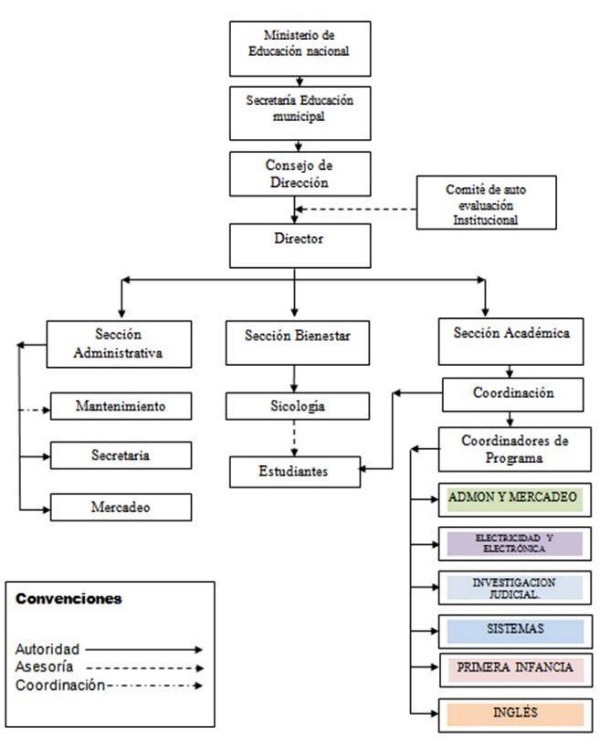 Ministerio de
Educación nacional
Secretaría Educación
municipal
Consejo de
Dirección
Comité de auto
evaluación
Institucional
Director
Sección
Administrativa
Sección Bienestar
Sección Académica
Mantenimiento
Sicología
Coordinación
Secretaria
Estudiantes
Coordinadores de
Programa
Mercadeo
ADMON Y MERCADEO
ELECTRICIDAD Y
ELECTRÓNICA
INVESTIGACION
JUDICIAL.
SISTEMAS
PRIMERA INFANCIA
INGLÉS
Convenciones
Autoridad
Asesoría
Coordinación